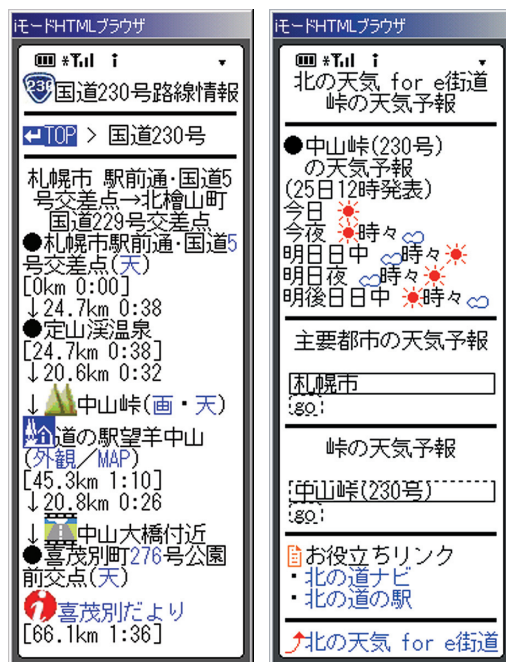 iモードHTMLブラウザ
230 国道230号路線情報
TOP > 国道230号
札幌市 駅前通・国道5
号交差点→北檜山町
国道229号交差点
●札幌市駅前通・国道5
号交差点(天)
[0km 0:00]
↓24.7km 0:38
●定山渓温泉
[24.7km 0:38]
↓20.6km 0:32
↓中山峠(画・天)
道の駅望羊中山
(外観/MAP)
[45.3km 1:10]
↓20.8km 0:26
↓中山大橋付近
●喜茂別町276号公園
前交点(天)
喜茂別だより
[66.1km 1:36]
iモードHTMLブラウザ
北の天気 for e街道
峠の天気予報
●中山峠(230号)
の天気予報
(25日12時発表)
今日
今夜 時々
明日日中 時々
明日夜 時々
明後日日中 時々
主要都市の天気予報
札幌市
go
峠の天気予報
中山峠(230号)
go
お役立ちリンク
・北の道ナビ
・北の道の駅
北の天気 for e街道